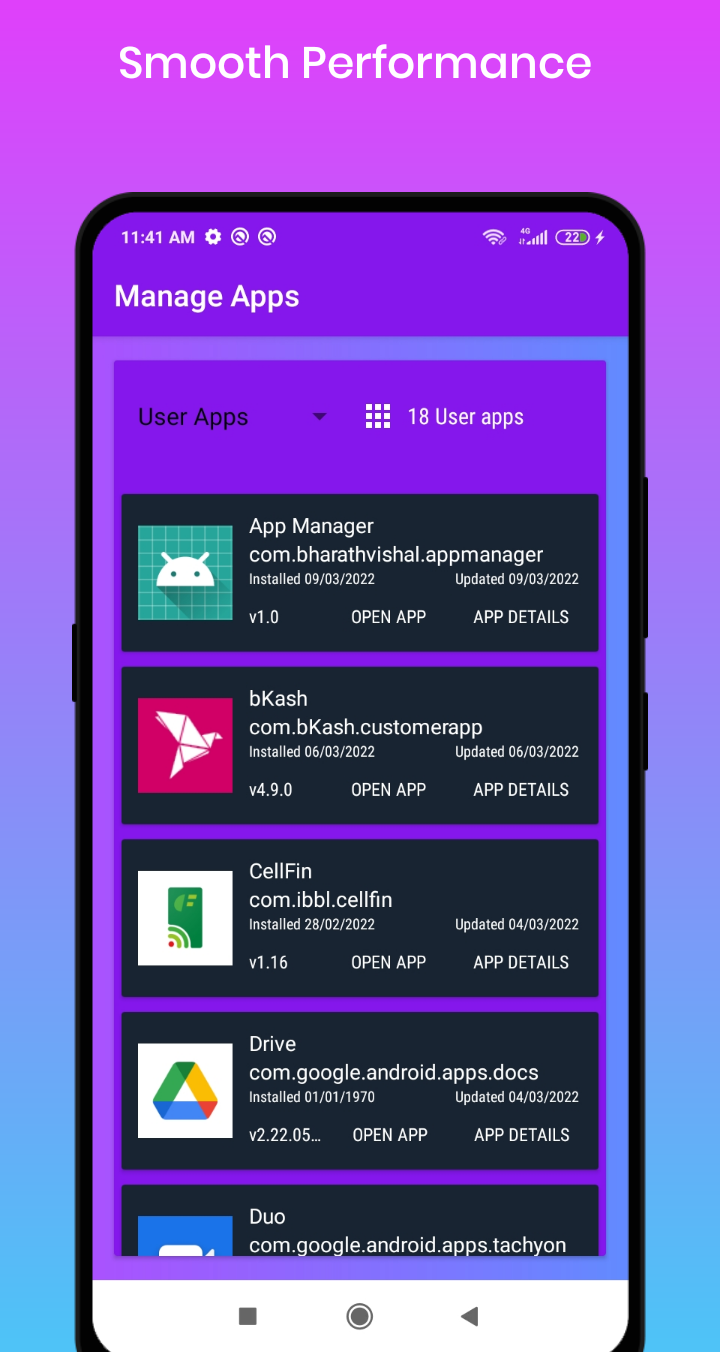 Smooth Performance
11:41 AM
4G
22
Manage Apps
User Apps
18 User apps
App Manager
com.bharathvishal.appmanager
Installed 09/03/2022 Updated 09/03/2022
v1.0 OPEN APP APP DETAILS
bKash
com.bKash.customerapp
Installed 06/03/2022 Updated 06/03/2022
v4.9.0 OPEN APP APP DETAILS
CellFin
com.ibbl.cellfin
Installed 28/02/2022 Updated 04/03/2022
v1.16 OPEN APP APP DETAILS
Drive
com.google.android.apps.docs
Installed 01/01/1970 Updated 04/03/2022
v2.22.05... OPEN APP APP DETAILS
Duo
com.google.android.apps.tachyon